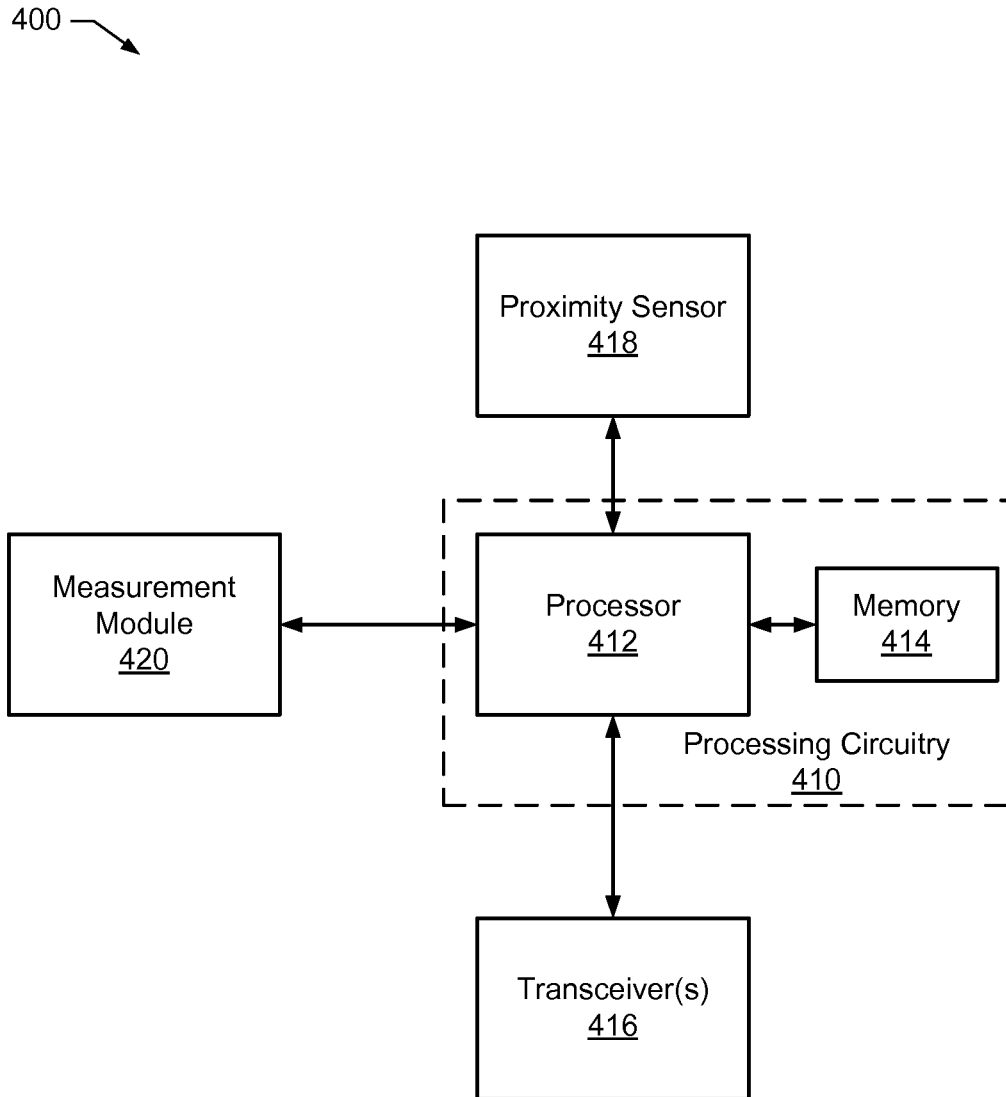 400
Proximity Sensor
418
Measurement
Module
420
Processor
412
Memory
414
Processing Circuitry
410
Transceiver(s)
416